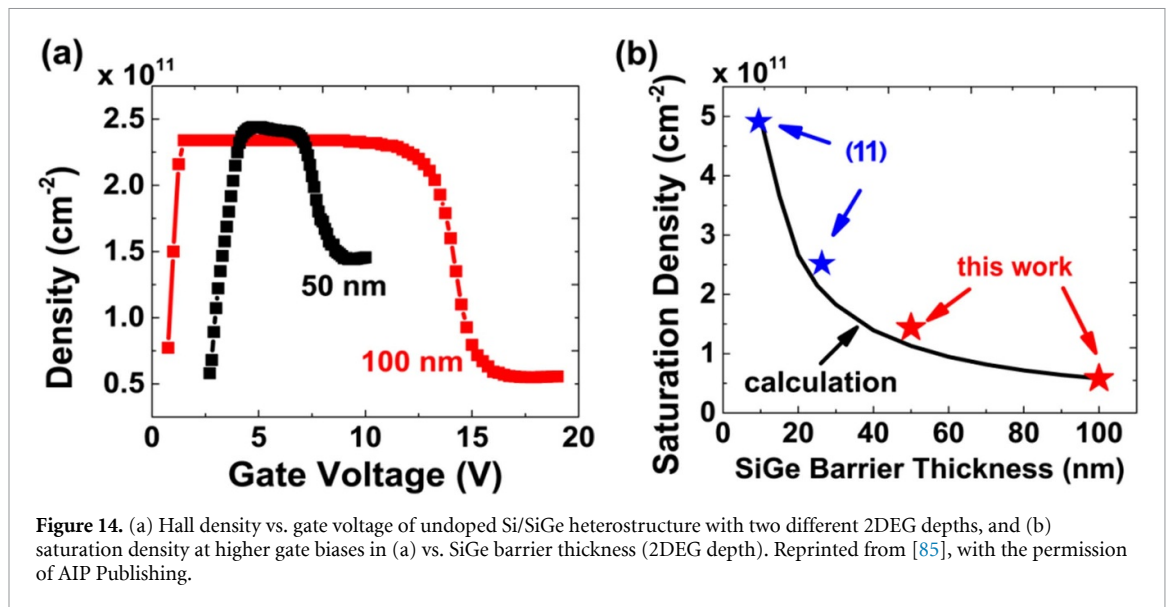 (a)
x 10¹¹
Density (cm⁻²)
2.5
2.0
1.5
1.0
0.5
50 nm
100 nm
0 5 10 15 20
Gate Voltage (V)
(b)
x 10¹¹
Saturation Density (cm⁻²)
5
4
3
2
1
0
(11)
this work
calculation
0 20 40 60 80 100
SiGe Barrier Thickness (nm)
Figure 14. (a) Hall density vs. gate voltage of undoped Si/SiGe heterostructure with two different 2DEG depths, and (b)
saturation density at higher gate biases in (a) vs. SiGe barrier thickness (2DEG depth). Reprinted from [85], with the permission
of AIP Publishing.